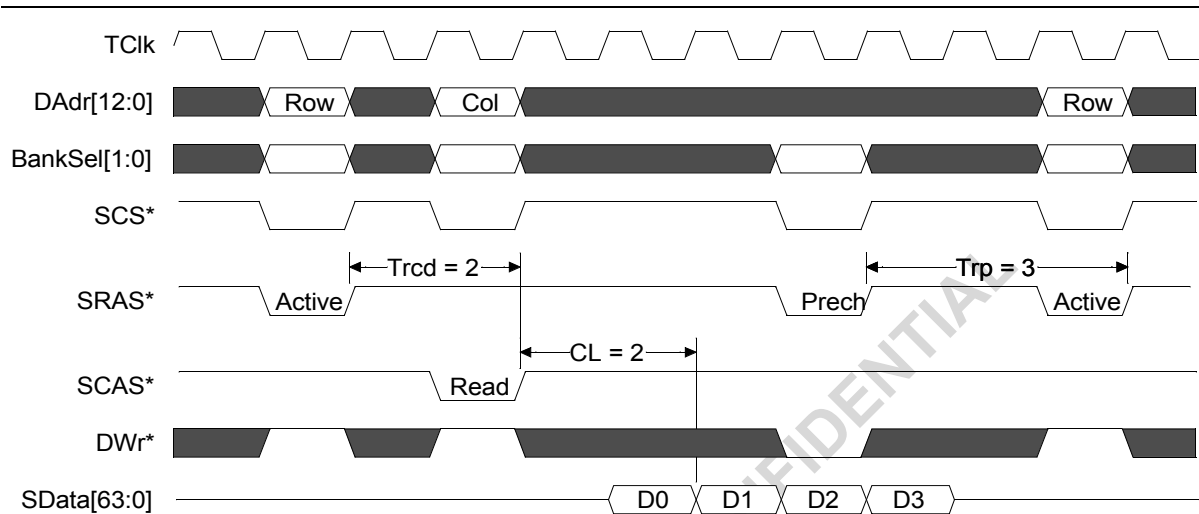 TClk
DAdr[12:0] Row Col Row
BankSel[1:0]
SCS*
Trcd = 2 Trp = 3
SRAS* Active Prech Active
CL = 2
SCAS* Read
DWr*
SData[63:0] D0 D1 D2 D3
FIDENTIAL